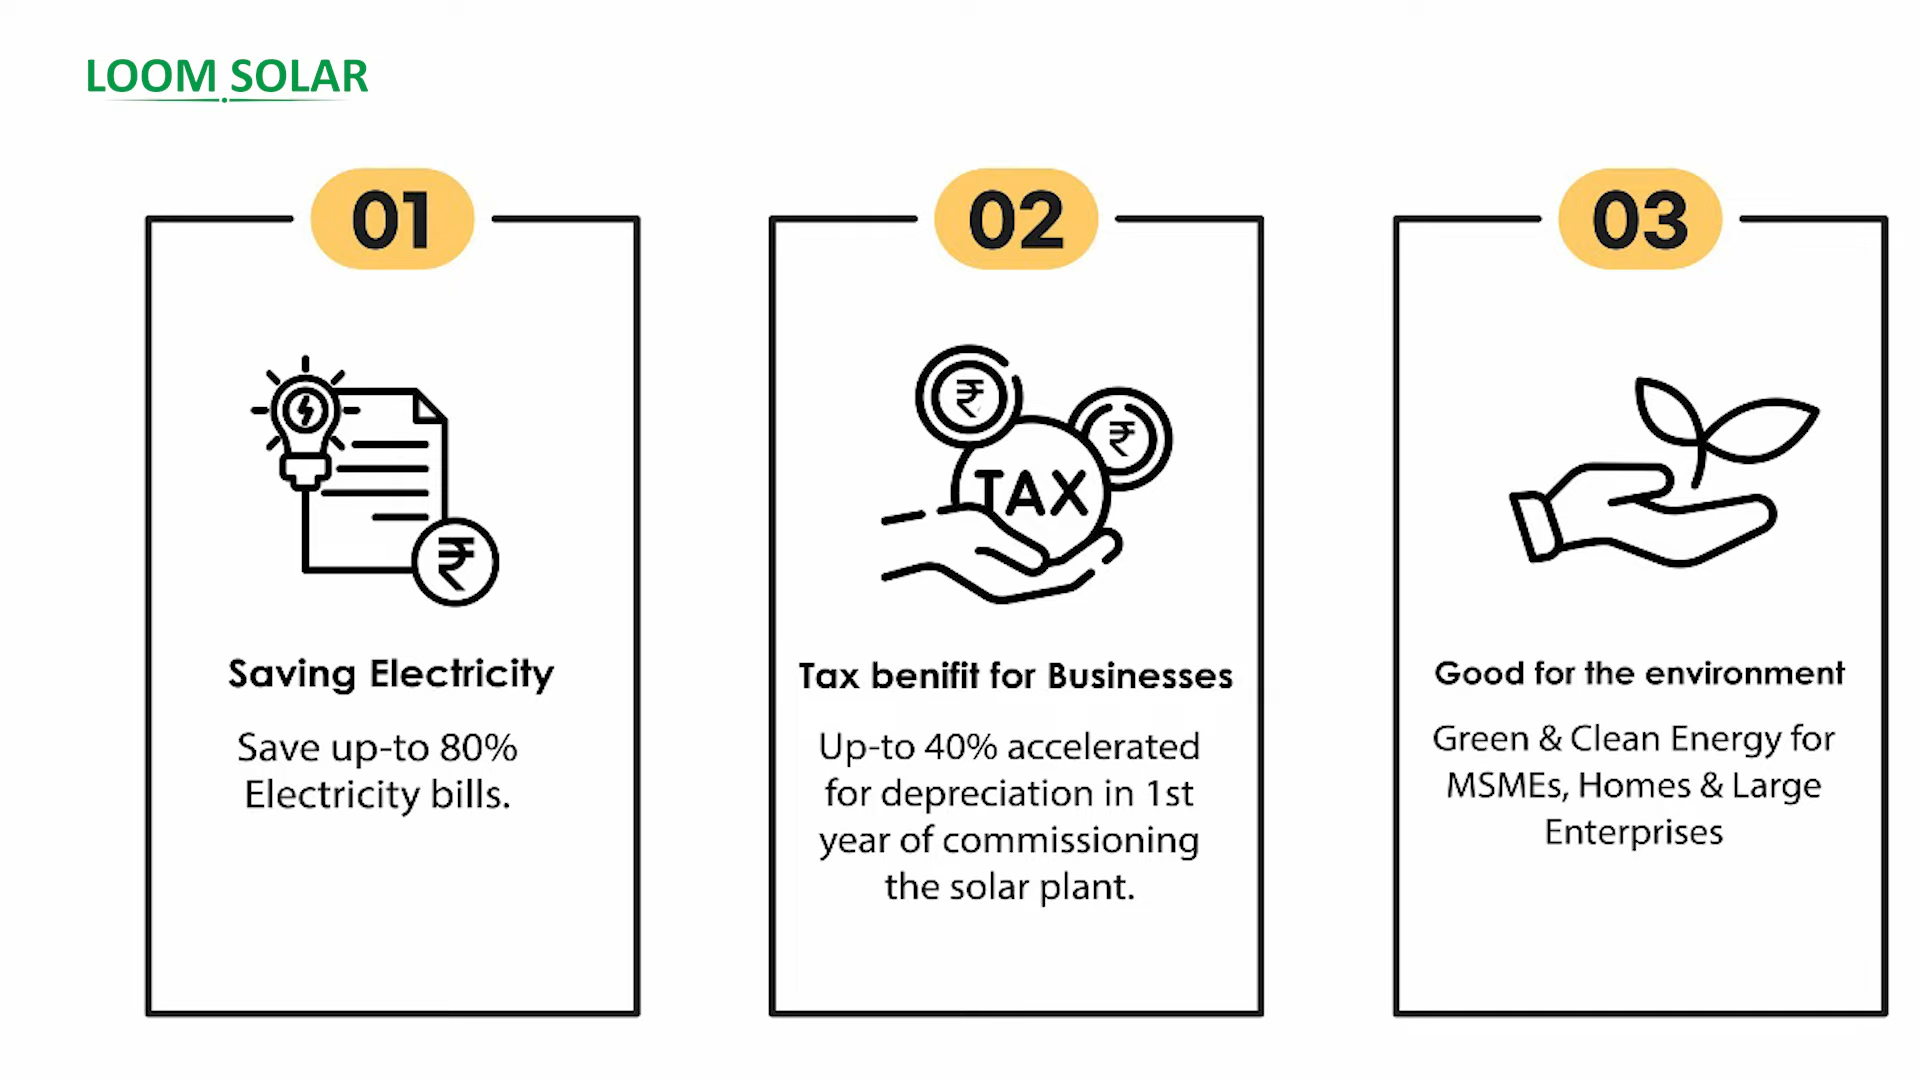 LOOM SOLAR
01
₹
Saving Electricity
Save up-to 80%
Electricity bills.
02
₹
₹
TAX
Tax benifit for Businesses
Up-to 40% accelerated
for depreciation in 1st
year of commissioning
the solar plant.
03
Good for the environment
Green & Clean Energy for
MSMEs, Homes & Large
Enterprises